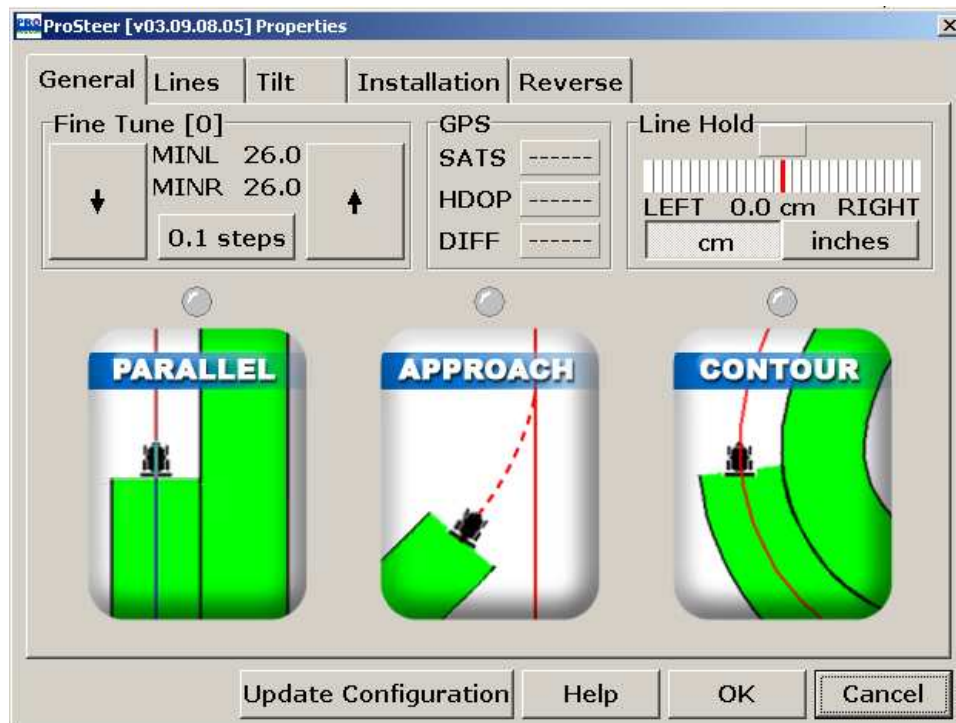 PRO ProSteer [v03.09.08.05] Properties
General Lines Tilt Installation Reverse
Fine Tune [0]
MINL 26.0
MINR 26.0
0.1 steps
GPS
SATS ------
HDOP ------
DIFF ------
Line Hold
LEFT 0.0 cm RIGHT
cm inches
PARALLEL APPROACH CONTOUR
Update Configuration Help OK Cancel